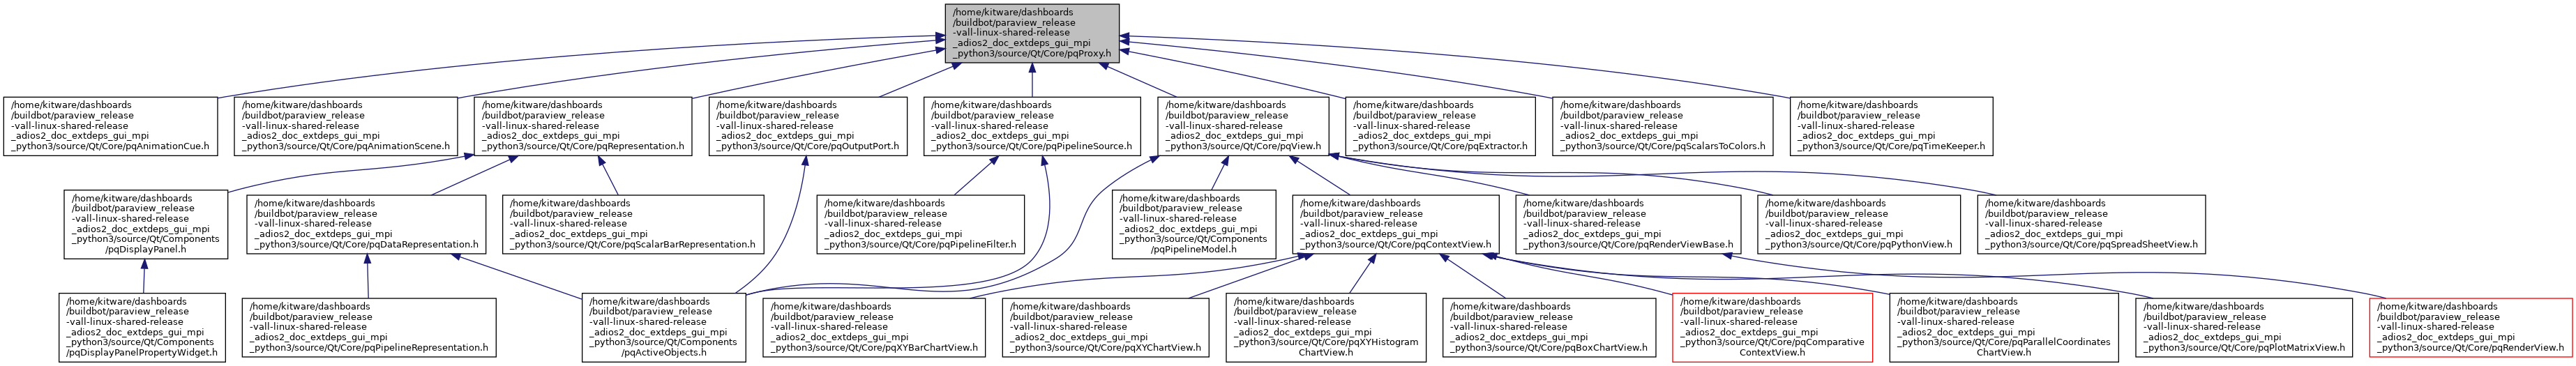 /home/kitware/dashboards
/buildbot/paraview_release
-vall-linux-shared-release
_adios2_doc_extdeps_gui_mpi
_python3/source/Qt/Core/pqProxy.h
/home/kitware/dashboards
/buildbot/paraview_release
-vall-linux-shared-release
_adios2_doc_extdeps_gui_mpi
_python3/source/Qt/Core/pqAnimationCue.h
/home/kitware/dashboards
/buildbot/paraview_release
-vall-linux-shared-release
_adios2_doc_extdeps_gui_mpi
_python3/source/Qt/Core/pqAnimationScene.h
/home/kitware/dashboards
/buildbot/paraview_release
-vall-linux-shared-release
_adios2_doc_extdeps_gui_mpi
_python3/source/Qt/Core/pqRepresentation.h
/home/kitware/dashboards
/buildbot/paraview_release
-vall-linux-shared-release
_adios2_doc_extdeps_gui_mpi
_python3/source/Qt/Core/pqOutputPort.h
/home/kitware/dashboards
/buildbot/paraview_release
-vall-linux-shared-release
_adios2_doc_extdeps_gui_mpi
_python3/source/Qt/Core/pqPipelineSource.h
/home/kitware/dashboards
/buildbot/paraview_release
-vall-linux-shared-release
_adios2_doc_extdeps_gui_mpi
_python3/source/Qt/Core/pqView.h
/home/kitware/dashboards
/buildbot/paraview_release
-vall-linux-shared-release
_adios2_doc_extdeps_gui_mpi
_python3/source/Qt/Core/pqExtractor.h
/home/kitware/dashboards
/buildbot/paraview_release
-vall-linux-shared-release
_adios2_doc_extdeps_gui_mpi
_python3/source/Qt/Core/pqScalarsToColors.h
/home/kitware/dashboards
/buildbot/paraview_release
-vall-linux-shared-release
_adios2_doc_extdeps_gui_mpi
_python3/source/Qt/Core/pqTimeKeeper.h
/home/kitware/dashboards
/buildbot/paraview_release
-vall-linux-shared-release
_adios2_doc_extdeps_gui_mpi
_python3/source/Qt/Components
/pqDisplayPanel.h
/home/kitware/dashboards
/buildbot/paraview_release
-vall-linux-shared-release
_adios2_doc_extdeps_gui_mpi
_python3/source/Qt/Core/pqDataRepresentation.h
/home/kitware/dashboards
/buildbot/paraview_release
-vall-linux-shared-release
_adios2_doc_extdeps_gui_mpi
_python3/source/Qt/Core/pqScalarBarRepresentation.h
/home/kitware/dashboards
/buildbot/paraview_release
-vall-linux-shared-release
_adios2_doc_extdeps_gui_mpi
_python3/source/Qt/Core/pqPipelineFilter.h
/home/kitware/dashboards
/buildbot/paraview_release
-vall-linux-shared-release
_adios2_doc_extdeps_gui_mpi
_python3/source/Qt/Components
/pqPipelineModel.h
/home/kitware/dashboards
/buildbot/paraview_release
-vall-linux-shared-release
_adios2_doc_extdeps_gui_mpi
_python3/source/Qt/Core/pqContextView.h
/home/kitware/dashboards
/buildbot/paraview_release
-vall-linux-shared-release
_adios2_doc_extdeps_gui_mpi
_python3/source/Qt/Core/pqRenderViewBase.h
/home/kitware/dashboards
/buildbot/paraview_release
-vall-linux-shared-release
_adios2_doc_extdeps_gui_mpi
_python3/source/Qt/Core/pqPythonView.h
/home/kitware/dashboards
/buildbot/paraview_release
-vall-linux-shared-release
_adios2_doc_extdeps_gui_mpi
_python3/source/Qt/Core/pqSpreadSheetView.h
/home/kitware/dashboards
/buildbot/paraview_release
-vall-linux-shared-release
_adios2_doc_extdeps_gui_mpi
_python3/source/Qt/Components
/pqDisplayPanelPropertyWidget.h
/home/kitware/dashboards
/buildbot/paraview_release
-vall-linux-shared-release
_adios2_doc_extdeps_gui_mpi
_python3/source/Qt/Core/pqPipelineRepresentation.h
/home/kitware/dashboards
/buildbot/paraview_release
-vall-linux-shared-release
_adios2_doc_extdeps_gui_mpi
_python3/source/Qt/Components
/pqActiveObjects.h
/home/kitware/dashboards
/buildbot/paraview_release
-vall-linux-shared-release
_adios2_doc_extdeps_gui_mpi
_python3/source/Qt/Core/pqXYBarChartView.h
/home/kitware/dashboards
/buildbot/paraview_release
-vall-linux-shared-release
_adios2_doc_extdeps_gui_mpi
_python3/source/Qt/Core/pqXYChartView.h
/home/kitware/dashboards
/buildbot/paraview_release
-vall-linux-shared-release
_adios2_doc_extdeps_gui_mpi
_python3/source/Qt/Core/pqXYHistogram
ChartView.h
/home/kitware/dashboards
/buildbot/paraview_release
-vall-linux-shared-release
_adios2_doc_extdeps_gui_mpi
_python3/source/Qt/Core/pqBoxChartView.h
/home/kitware/dashboards
/buildbot/paraview_release
-vall-linux-shared-release
_adios2_doc_extdeps_gui_mpi
_python3/source/Qt/Core/pqComparative
ContextView.h
/home/kitware/dashboards
/buildbot/paraview_release
-vall-linux-shared-release
_adios2_doc_extdeps_gui_mpi
_python3/source/Qt/Core/pqParallelCoordinates
ChartView.h
/home/kitware/dashboards
/buildbot/paraview_release
-vall-linux-shared-release
_adios2_doc_extdeps_gui_mpi
_python3/source/Qt/Core/pqPlotMatrixView.h
/home/kitware/dashboards
/buildbot/paraview_release
-vall-linux-shared-release
_adios2_doc_extdeps_gui_mpi
_python3/source/Qt/Core/pqRenderView.h